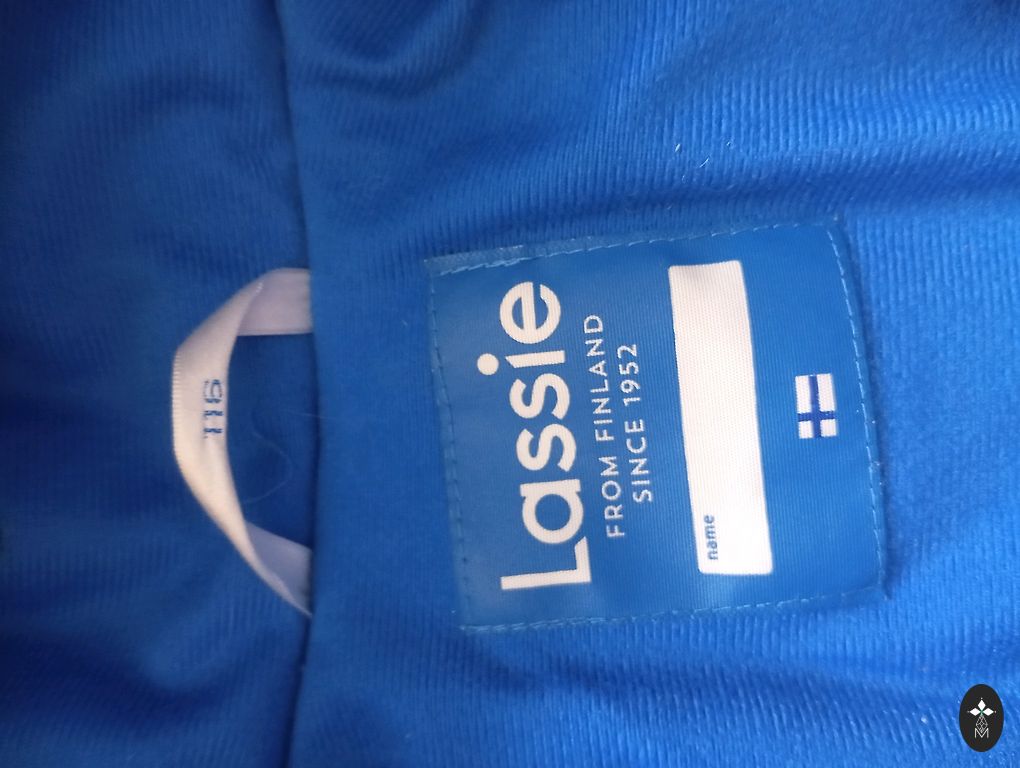 116
Lassie
FROM FINLAND
SINCE 1952
name
M